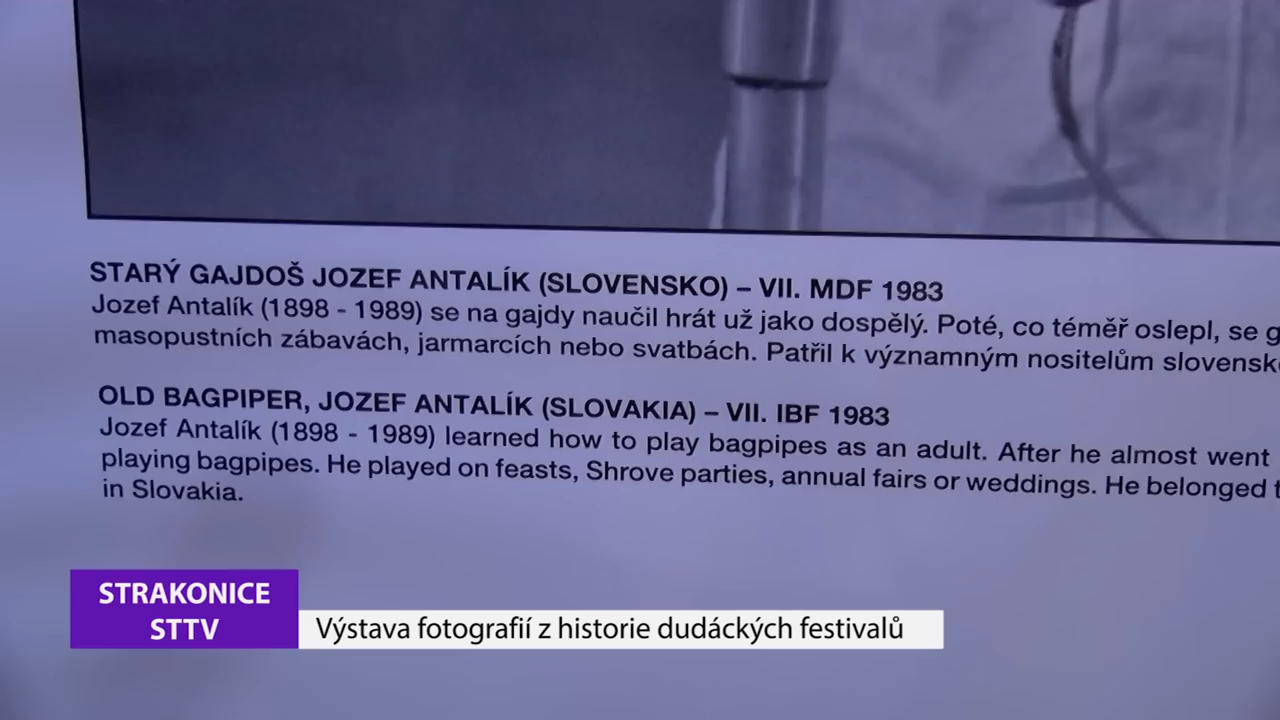 STARÝ GAJDOŠ JOZEF ANTALÍK (SLOVENSKO) – VII. MDF 1983
Jozef Antalík (1898 - 1989) se na gajdy naučil hrát už jako dospělý. Poté, co téměř oslepl, se
masopustních zábavách, jarmarcích nebo svatbách. Patřil k významným nositelům
OLD BAGPIPER, JOZEF ANTALÍK (SLOVAKIA) – VII. IBF 1983
Jozef Antalík (1898 - 1989) learned how to play bagpipes as an adult. After he almost went
playing bagpipes. He played on feasts, Shrove parties, annual fairs or weddings. He belonged
in Slovakia.
STRAKONICE
STTV
Výstava fotografií z historie dudáckých festivalů